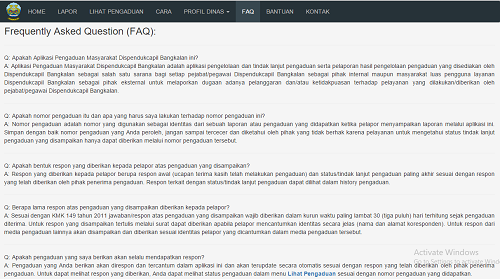 HOME LAPOR LIHAT PENGADUAN CARA PROFIL DINAS FAQ BANTUAN KONTAK
Frequently Asked Question (FAQ):
Q: Apakah Aplikasi Pengaduan Masyarakat Dispendukcapil Bangkalan ini?
A: Aplikasi Pengaduan Masyarakat Dispendukcapil Bangkalan adalah aplikasi pengelolaan dan tindak lanjut pengaduan serta pelaporan hasil pengelolaan pengaduan yang disediakan oleh
Dispendukcapil Bangkalan sebagai salah satu sarana bagi setiap pejabat/pegawai Dispendukcapil Bangkalan sebagai pihak internal maupun masyarakat luas pengguna layanan
Dispendukcapil Bangkalan sebagai pihak eksternal untuk melaporkan dugaan adanya pelanggaran dan/atau ketidakpuasan terhadap pelayanan yang dilakukan/diberikan oleh
pejabat/pegawai Dispendukcapil Bangkalan.
Q: Apakah nomor pengaduan itu dan apa yang harus saya lakukan terhadap nomor pengaduan ini?
A: Nomor pengaduan adalah nomor yang digunakan sebagai identitas dari sebuah laporan atau pengaduan yang didapatkan ketika pelapor menyampaikan laporan melalui aplikasi ini.
Simpan dengan baik nomor pengaduan yang Anda peroleh, jangan sampai tercecer dan diketahui oleh pihak yang tidak berhak karena pelayanan untuk mengetahui status tindak lanjut
pengaduan yang disampaikan hanya dapat diberikan melalui nomor pengaduan tersebut.
Q: Apakah bentuk respon yang diberikan kepada pelapor atas pengaduan yang disampaikan?
A: Respon yang diberikan kepada pelapor berupa respon awal (ucapan terima kasih telah melakukan pengaduan) dan status/tindak lanjut pengaduan paling akhir sesuai dengan respon
yang telah diberikan oleh pihak penerima pengaduan. Respon terkait dengan status/tindak lanjut pengaduan dapat dilihat dalam history pengaduan.
Q: Berapa lama respon atas pengaduan yang disampaikan diberikan kepada pelapor?
A: Sesuai dengan KMK 149 tahun 2011 jawaban/respon atas pengaduan yang disampaikan wajib diberikan dalam kurun waktu paling lambat 30 (tiga puluh) hari terhitung sejak pengaduan
diterima. Untuk respon yang disampaikan tertulis melalui surat dapat diberikan apabila pelapor mencantumkan identitas secara jelas (nama dan alamat koresponden). Untuk respon dari
media pengaduan lainnya akan disampaikan dan diberikan sesuai identitas pelapor yang dicantumkan dalam media pengaduan tersebut.
Q: Apakah pengaduan yang saya berikan akan selalu mendapatkan respon?
A: Pengaduan yang Anda berikan akan direspon dan tercantum dalam aplikasi ini dan akan terupdate secara otomatis sesuai dengan respon yang telah diberikan oleh pihak penerima
pengaduan. Untuk dapat melihat respon yang diberikan, Anda dapat melihat status pengaduan dalam menu Lihat Pengaduan sesuai dengan nomor pengaduan yang didapatkan.
Activate Windows